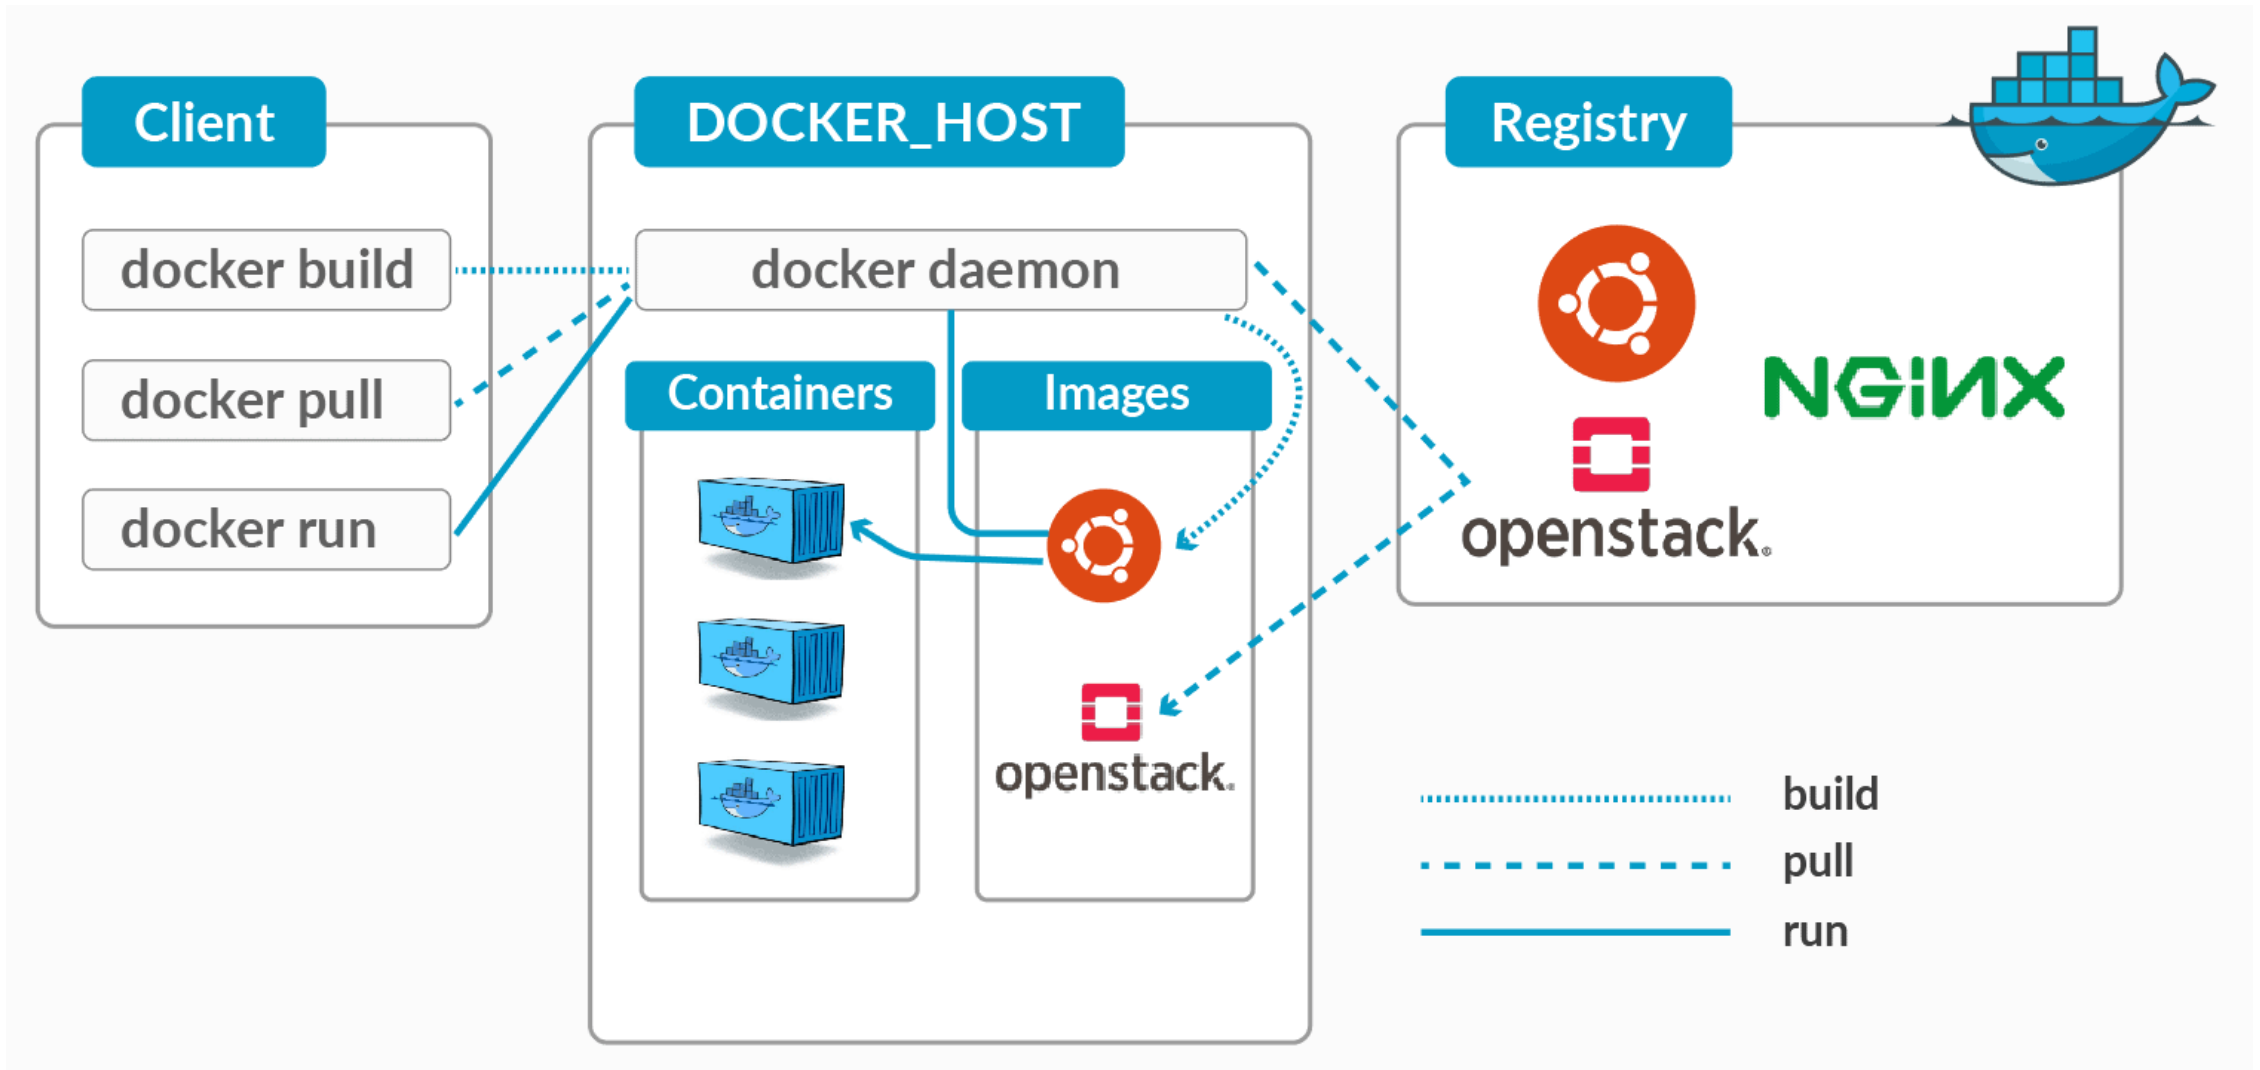 Client
docker build
docker pull
docker run
DOCKER_HOST
docker daemon
Containers
Images
openstack.
Registry
NGINX
openstack.®
build
pull
run